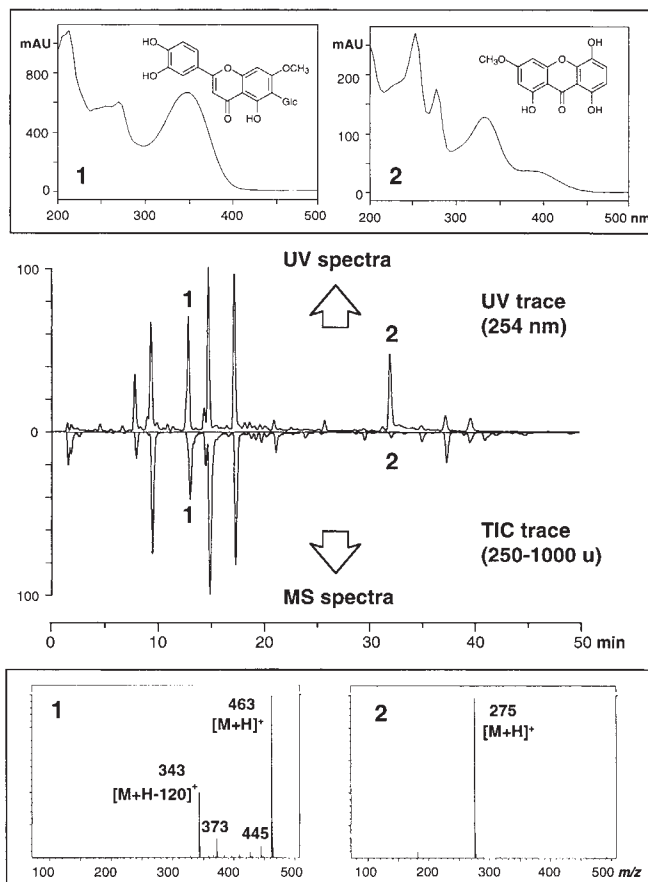 mAU
800
400
0
HO
HO
O
OCH₃
Glc
O
OH
1
200 300 400 500
mAU
200
100
0
CH₃O
O
OH
HO
O
OH
2
200 300 400 500 nm
UV spectra
UV trace
(254 nm)
100
1
2
0
1
2
TIC trace
(250-1000 u)
MS spectra
100
0 10 20 30 40 50 min
1
463
[M+H]⁺
343
[M+H-120]⁺
373
445
100 200 300 400 500
2
275
[M+H]⁺
100 200 300 400 500 m/z